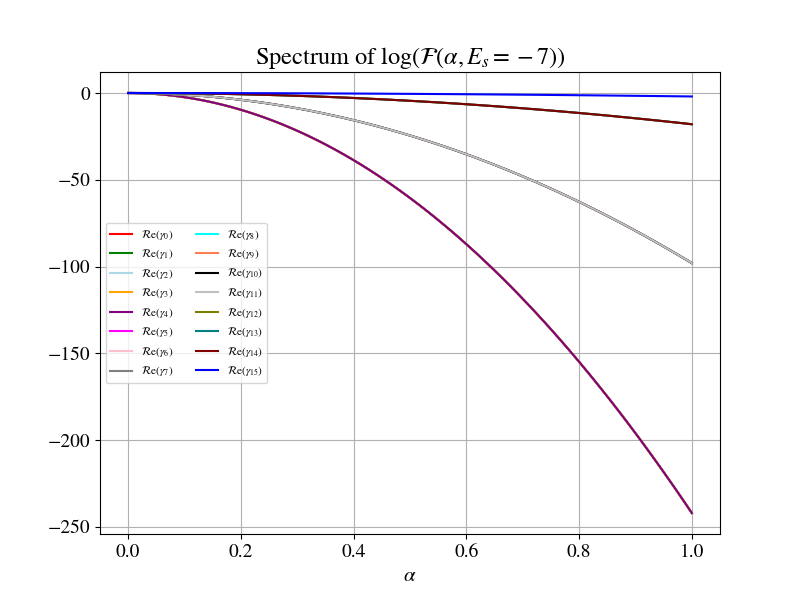 Spectrum of log(𝓕(α, E_s = −7))
0
−50
−100
−150
−200
−250
𝓡e(γ0)
𝓡e(γ1)
𝓡e(γ2)
𝓡e(γ3)
𝓡e(γ4)
𝓡e(γ5)
𝓡e(γ6)
𝓡e(γ7)
𝓡e(γ8)
𝓡e(γ9)
𝓡e(γ10)
𝓡e(γ11)
𝓡e(γ12)
𝓡e(γ13)
𝓡e(γ14)
𝓡e(γ15)
0.0 0.2 0.4 0.6 0.8 1.0
α